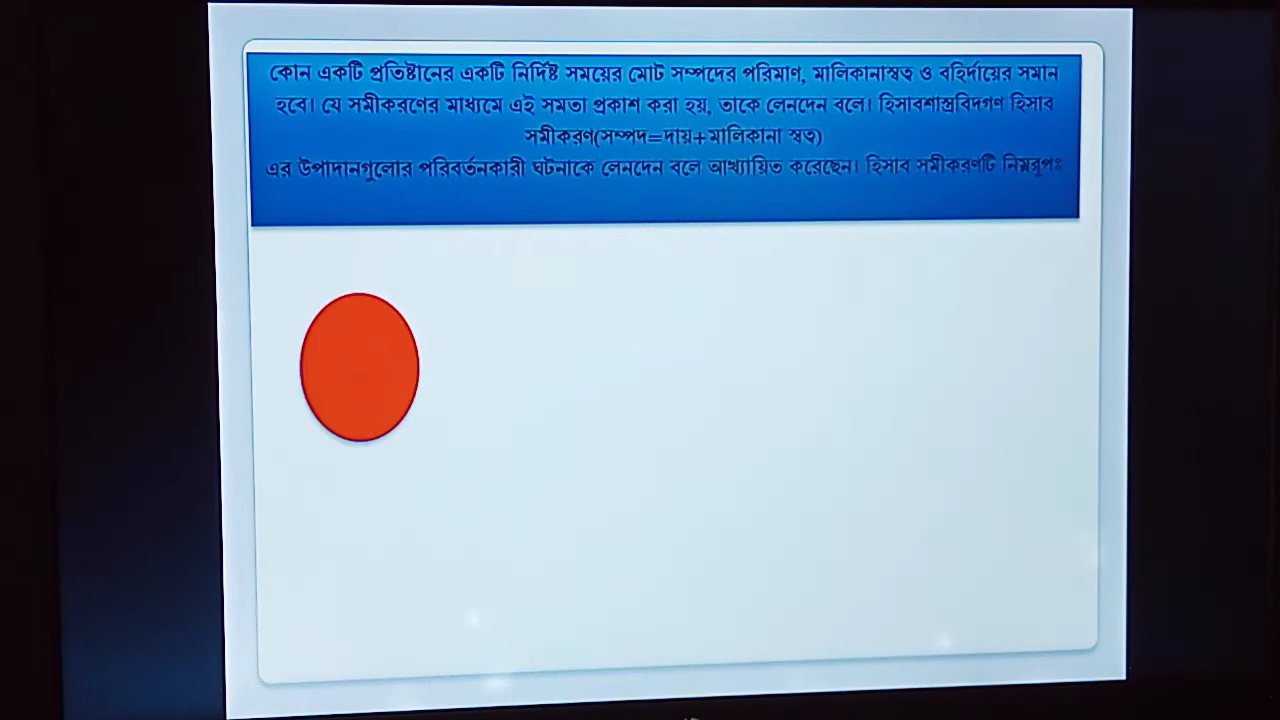 কোন একটি প্রতিষ্টানের একটি নির্দিষ্ট সময়ের মোট সম্পদের পরিমাণ, মালিকানাস্বত্ব ও বহির্দায়ের সমান
হবে। যে সমীকরণের মাধ্যমে এই সমতা প্রকাশ করা হয়, তাকে লেনদেন বলে। হিসাবশাস্ত্রবিদগণ হিসাব
সমীকরণ(সম্পদ=দায়+মালিকানা স্বত্ব)
এর উপাদানগুলোর পরিবর্তনকারী ঘটনাকে লেনদেন বলে আখ্যায়িত করেছেন। হিসাব সমীকরণটি নিম্নরূপঃ